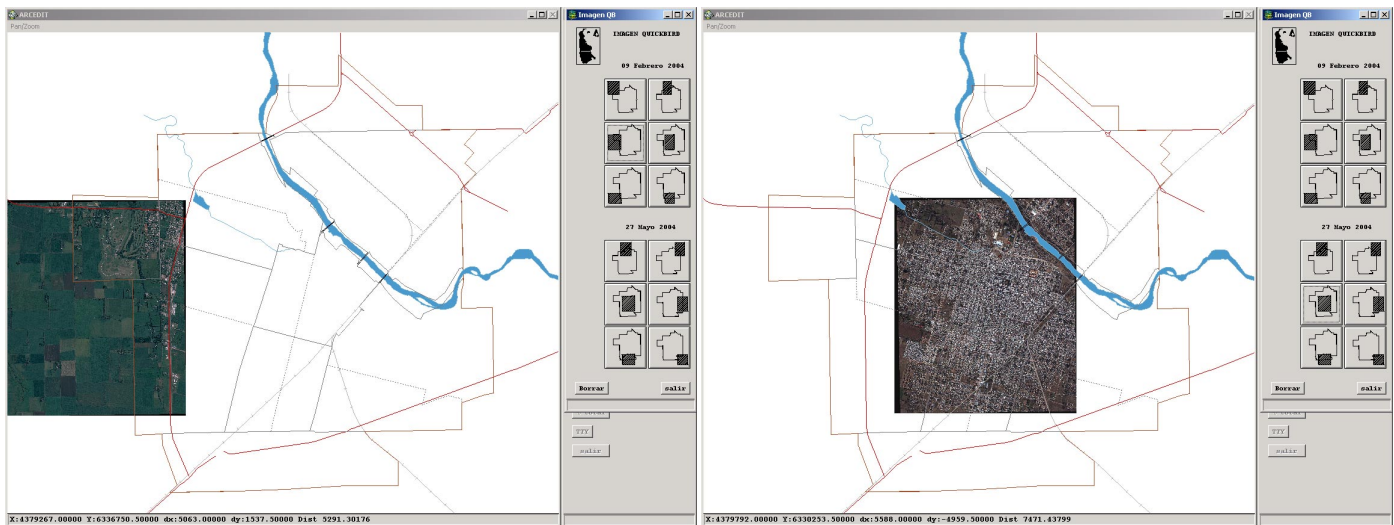 ARCEDIT
Pan/Zoom
Imagen QB
IMAGEN QUICKBIRD
09 Febrero 2004
27 Mayo 2004
Borrar
salir
TTY
salir
X:4379267.00000 Y:6336750.50000 dx:5063.00000 dy:1537.50000 Dist 5291.30176
ARCEDIT
Pan/Zoom
Imagen QB
IMAGEN QUICKBIRD
09 Febrero 2004
27 Mayo 2004
Borrar
salir
TTY
salir
X:4379792.00000 Y:6330253.50000 dx:5588.00000 dy:-4959.50000 Dist 7471.43799